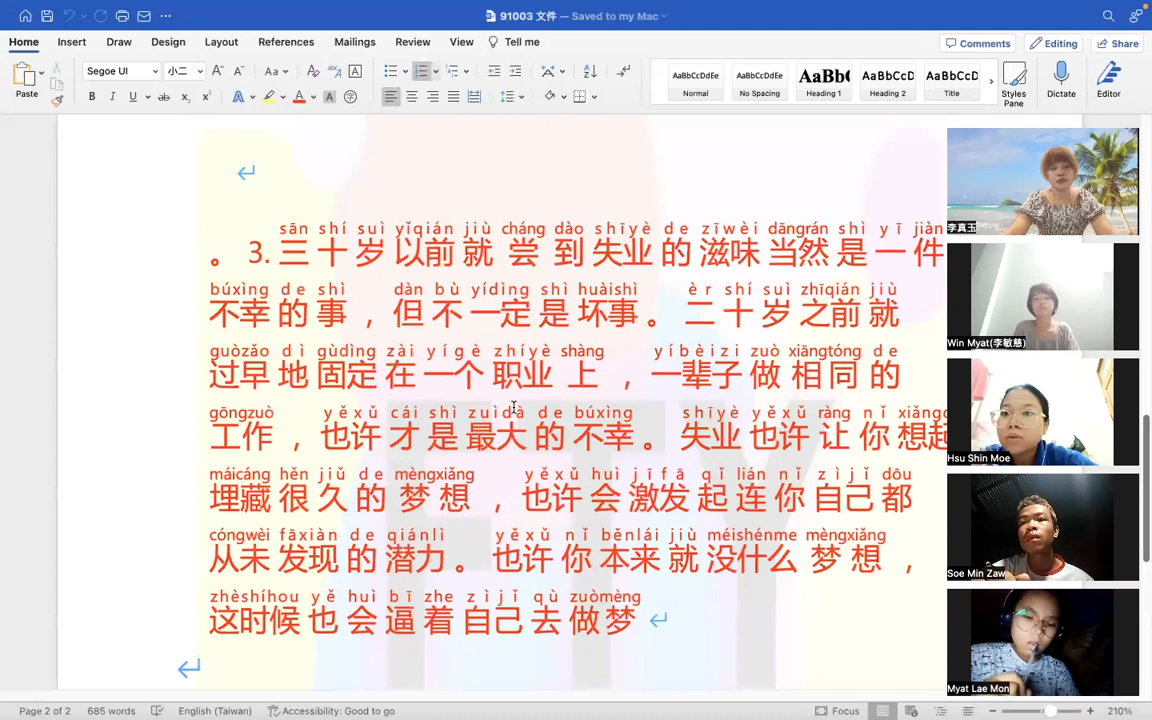 91003 文件 — Saved to my Mac
Home Insert Draw Design Layout References Mailings Review View Tell me Comments Editing Share
Paste Segoe UI 小二 A A Aa A A
B I U ab x₂ x² A A A 字
AaBbCcDdEe AaBbCcDdEe AaBb( AaBbCcD AaBbCcD
Normal No Spacing Heading 1 Heading 2 Title Styles Pane Dictate Editor
sān shí suì yǐqián jiù cháng dào shīyè de zīwèi dāngrán shì yī jiàn
。 3. 三十岁以前就尝到失业的滋味当然是一件
búxìng de shì dàn bù yídìng shì huàishì èr shí suì zhīqián jiù
不幸的事，但不一定是坏事。二十岁之前就
guòzǎo dì gùdìng zài yígè zhíyè shàng yíbèizi zuò xiāngtóng de
过早地固定在一个职业上，一辈子做相同的
gōngzuò yěxǔ cái shì zuìdà de búxìng shīyè yěxǔ ràng nǐ xiǎng
工作，也许才是最大的不幸。失业也许让你想起
máicáng hěn jiǔ de mèngxiǎng yěxǔ huì jīfā qǐ lián nǐ zìjǐ dōu
埋藏很久的梦想，也许会激发起连你自己都
cóngwèi fāxiàn de qiánlì yěxǔ nǐ běnlái jiù méishénme mèngxiǎng
从未发现的潜力。也许你本来就没什么梦想，
zhèshíhou yě huì bī zhe zìjǐ qù zuòmèng
这时候也会逼着自己去做梦
李真玉
Win Myat(李敏慈)
Hsu Shin Moe
Soe Min Zaw
Myat Lae Mon
Page 2 of 2 685 words English (Taiwan) Accessibility: Good to go Focus 210%